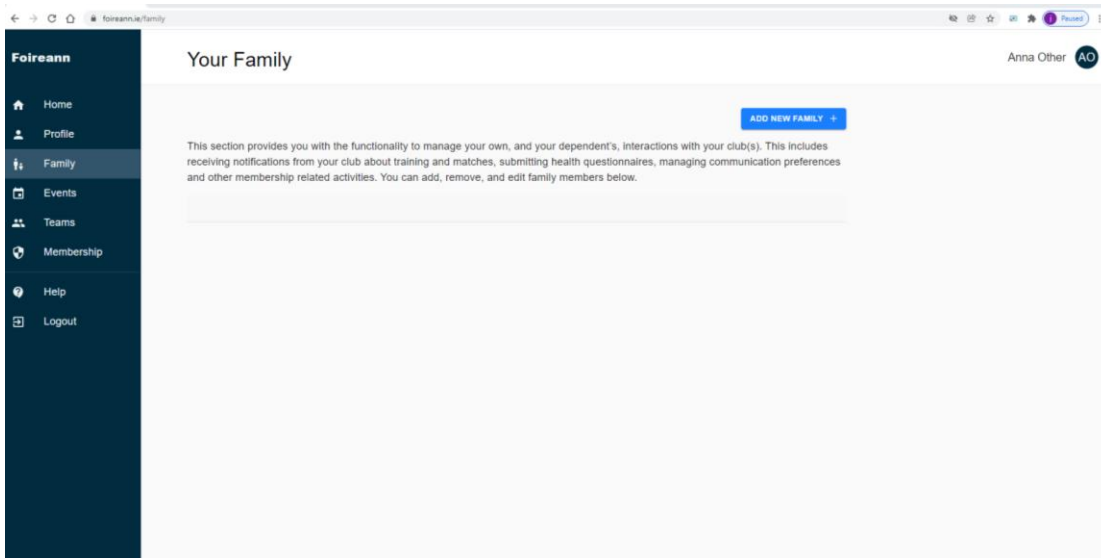 foireann.ie/family
Paused
Foireann
Your Family
Anna Other
AO
Home
Profile
Family
Events
Teams
Membership
Help
Logout
ADD NEW FAMILY +
This section provides you with the functionality to manage your own, and your dependent's, interactions with your club(s). This includes
receiving notifications from your club about training and matches, submitting health questionnaires, managing communication preferences
and other membership related activities. You can add, remove, and edit family members below.